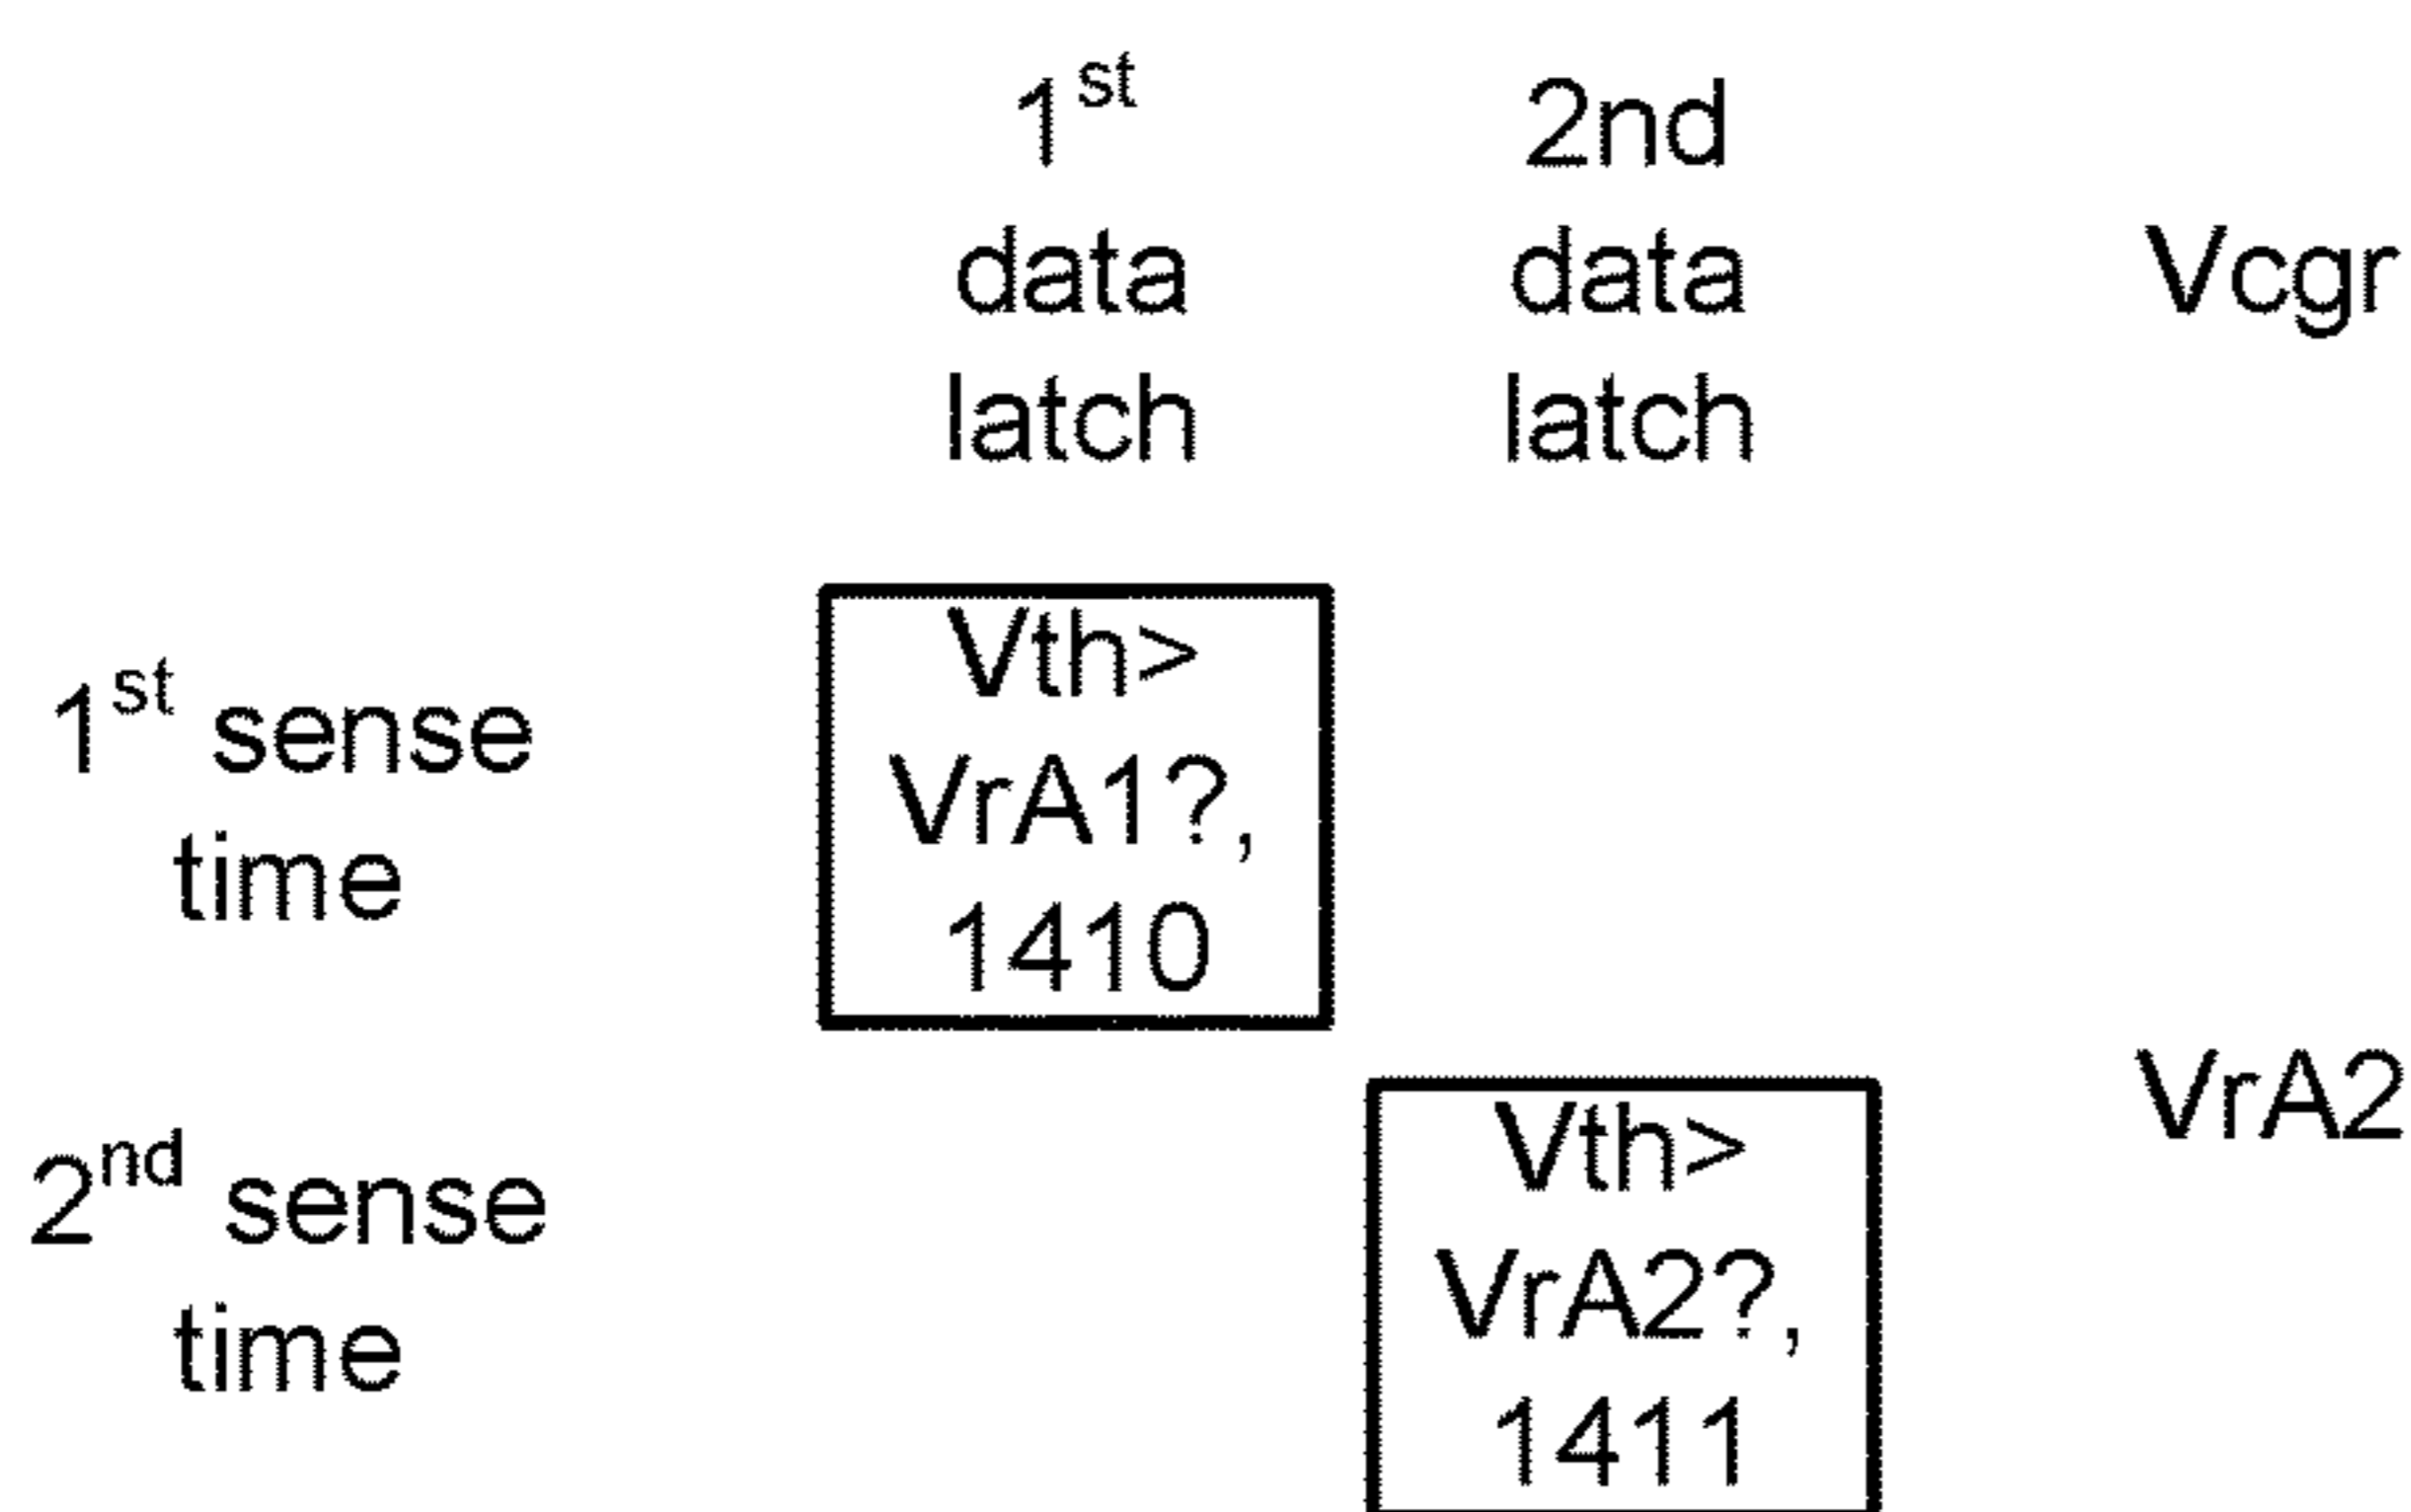 1st
data
latch
2nd
data
latch
Vcgr
1st sense
time
Vth>
VrA1?,
1410
VrA2
2nd sense
time
Vth>
VrA2?,
1411